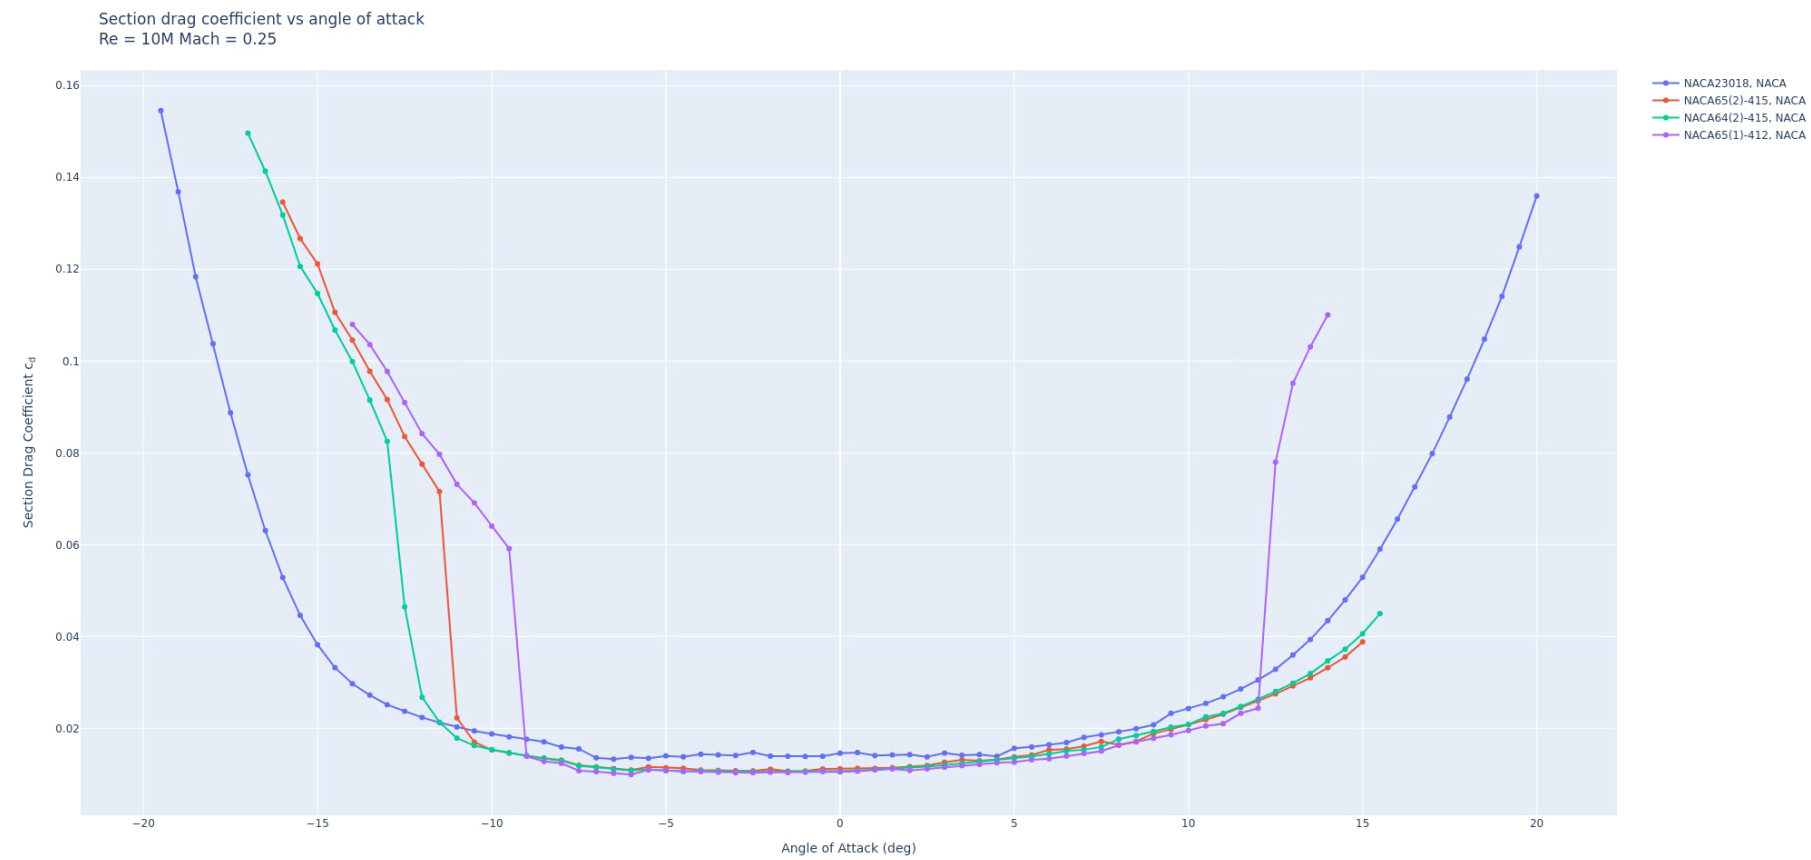 Section drag coefficient vs angle of attack
Re = 10M Mach = 0.25
0.16
0.14
0.12
0.1
0.08
0.06
0.04
0.02
Section Drag Coefficient cd
−20
−15
−10
−5
0
5
10
15
20
Angle of Attack (deg)
NACA23018, NACA
NACA65(2)-415, NACA
NACA64(2)-415, NACA
NACA65(1)-412, NACA